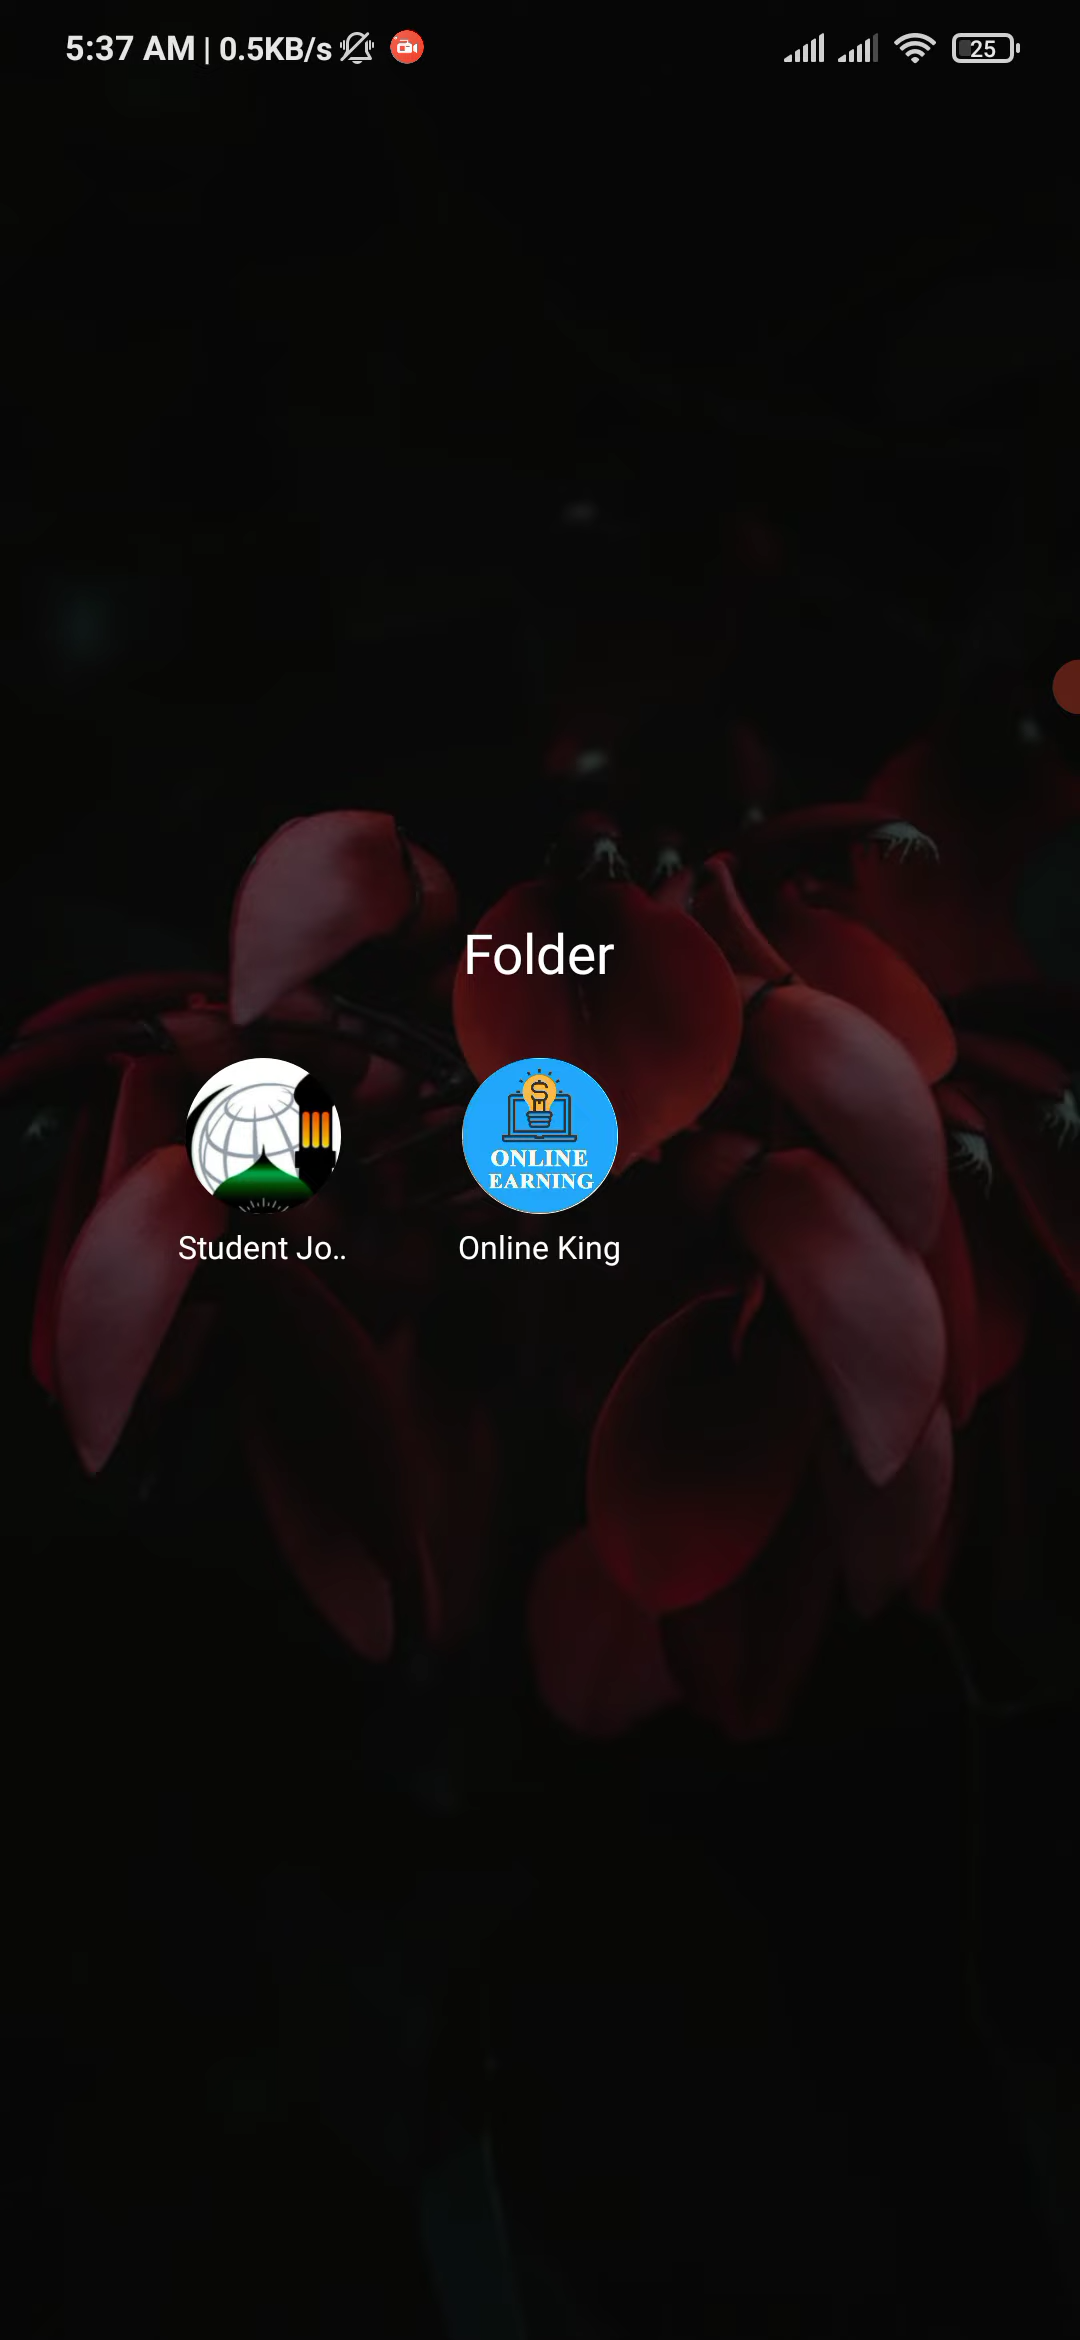 5:37 AM | 0.5KB/s 25
Folder
ONLINE
EARNING
Student Jo..
Online King